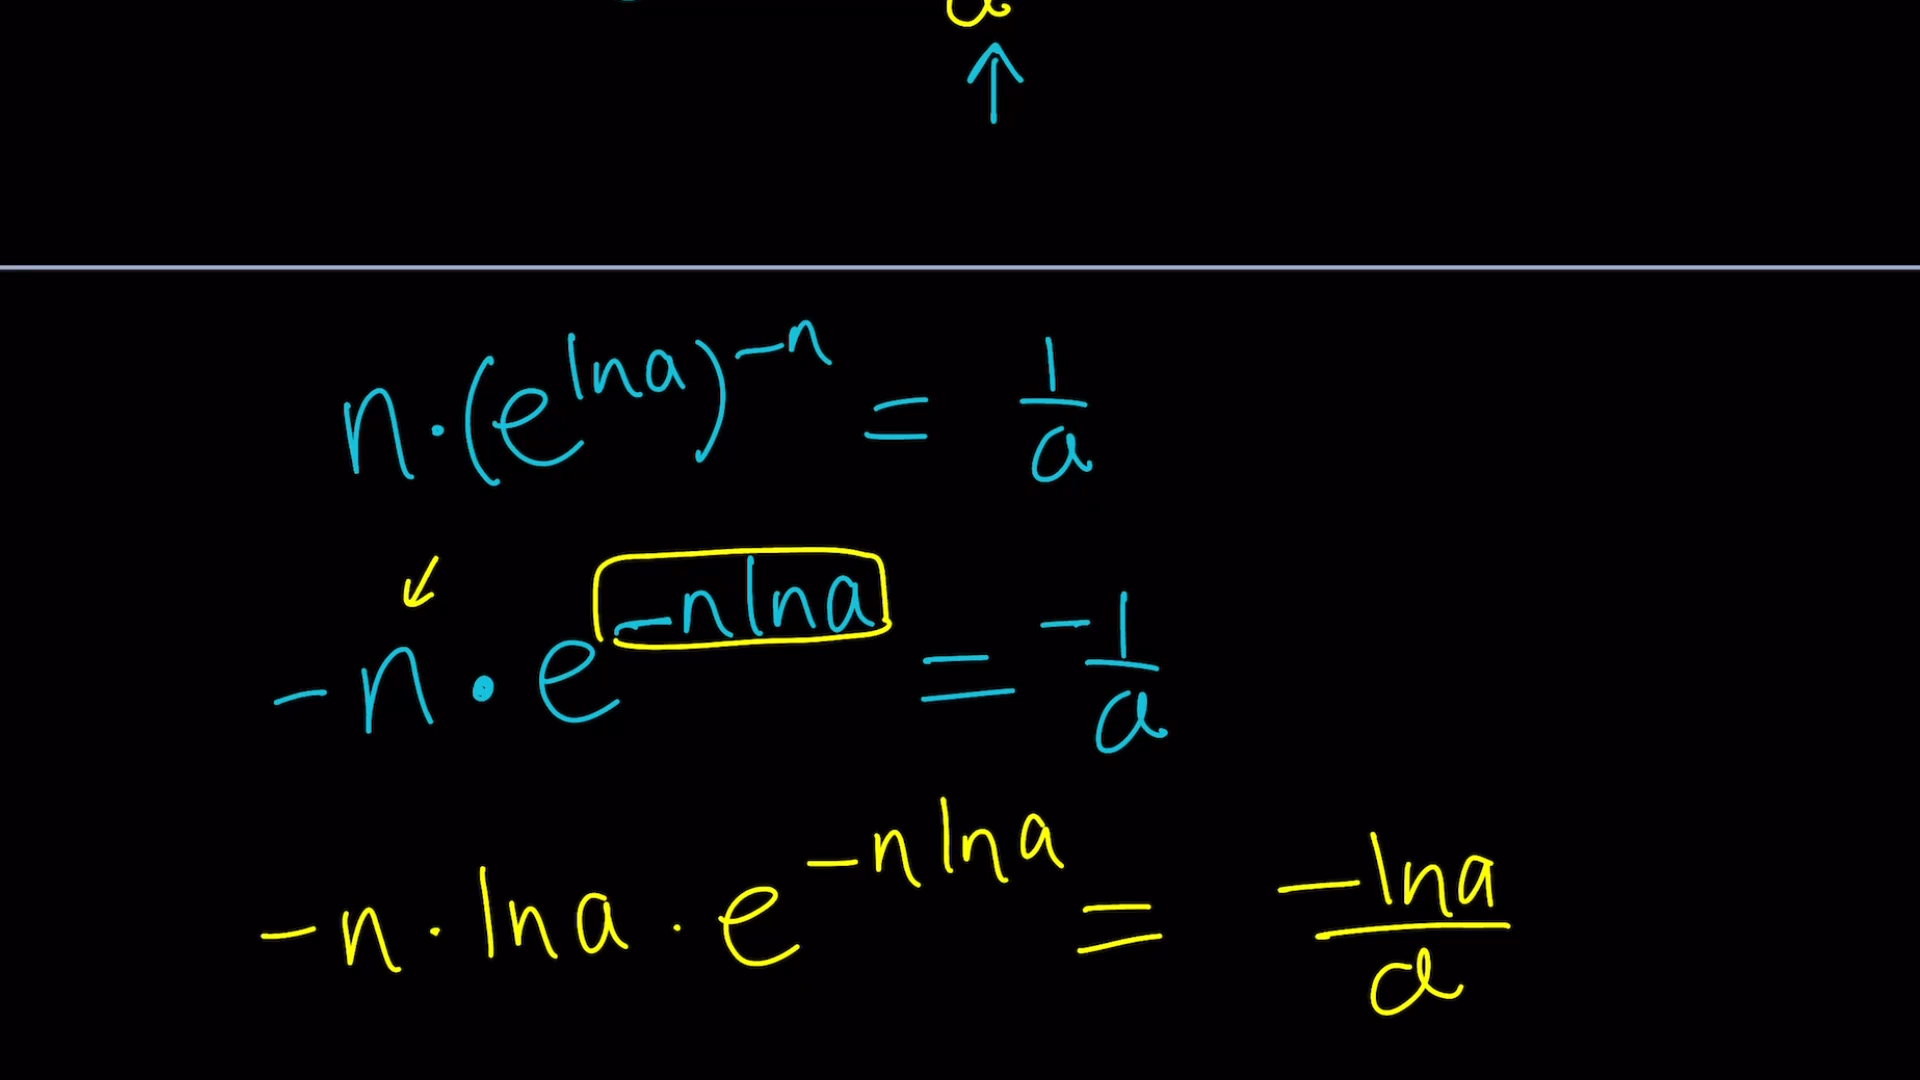 n·(e^{ln a})^{-n} = 1/a
-n·e^{-n ln a} = -1/a
-n·ln a·e^{-n ln a} = -ln a/a